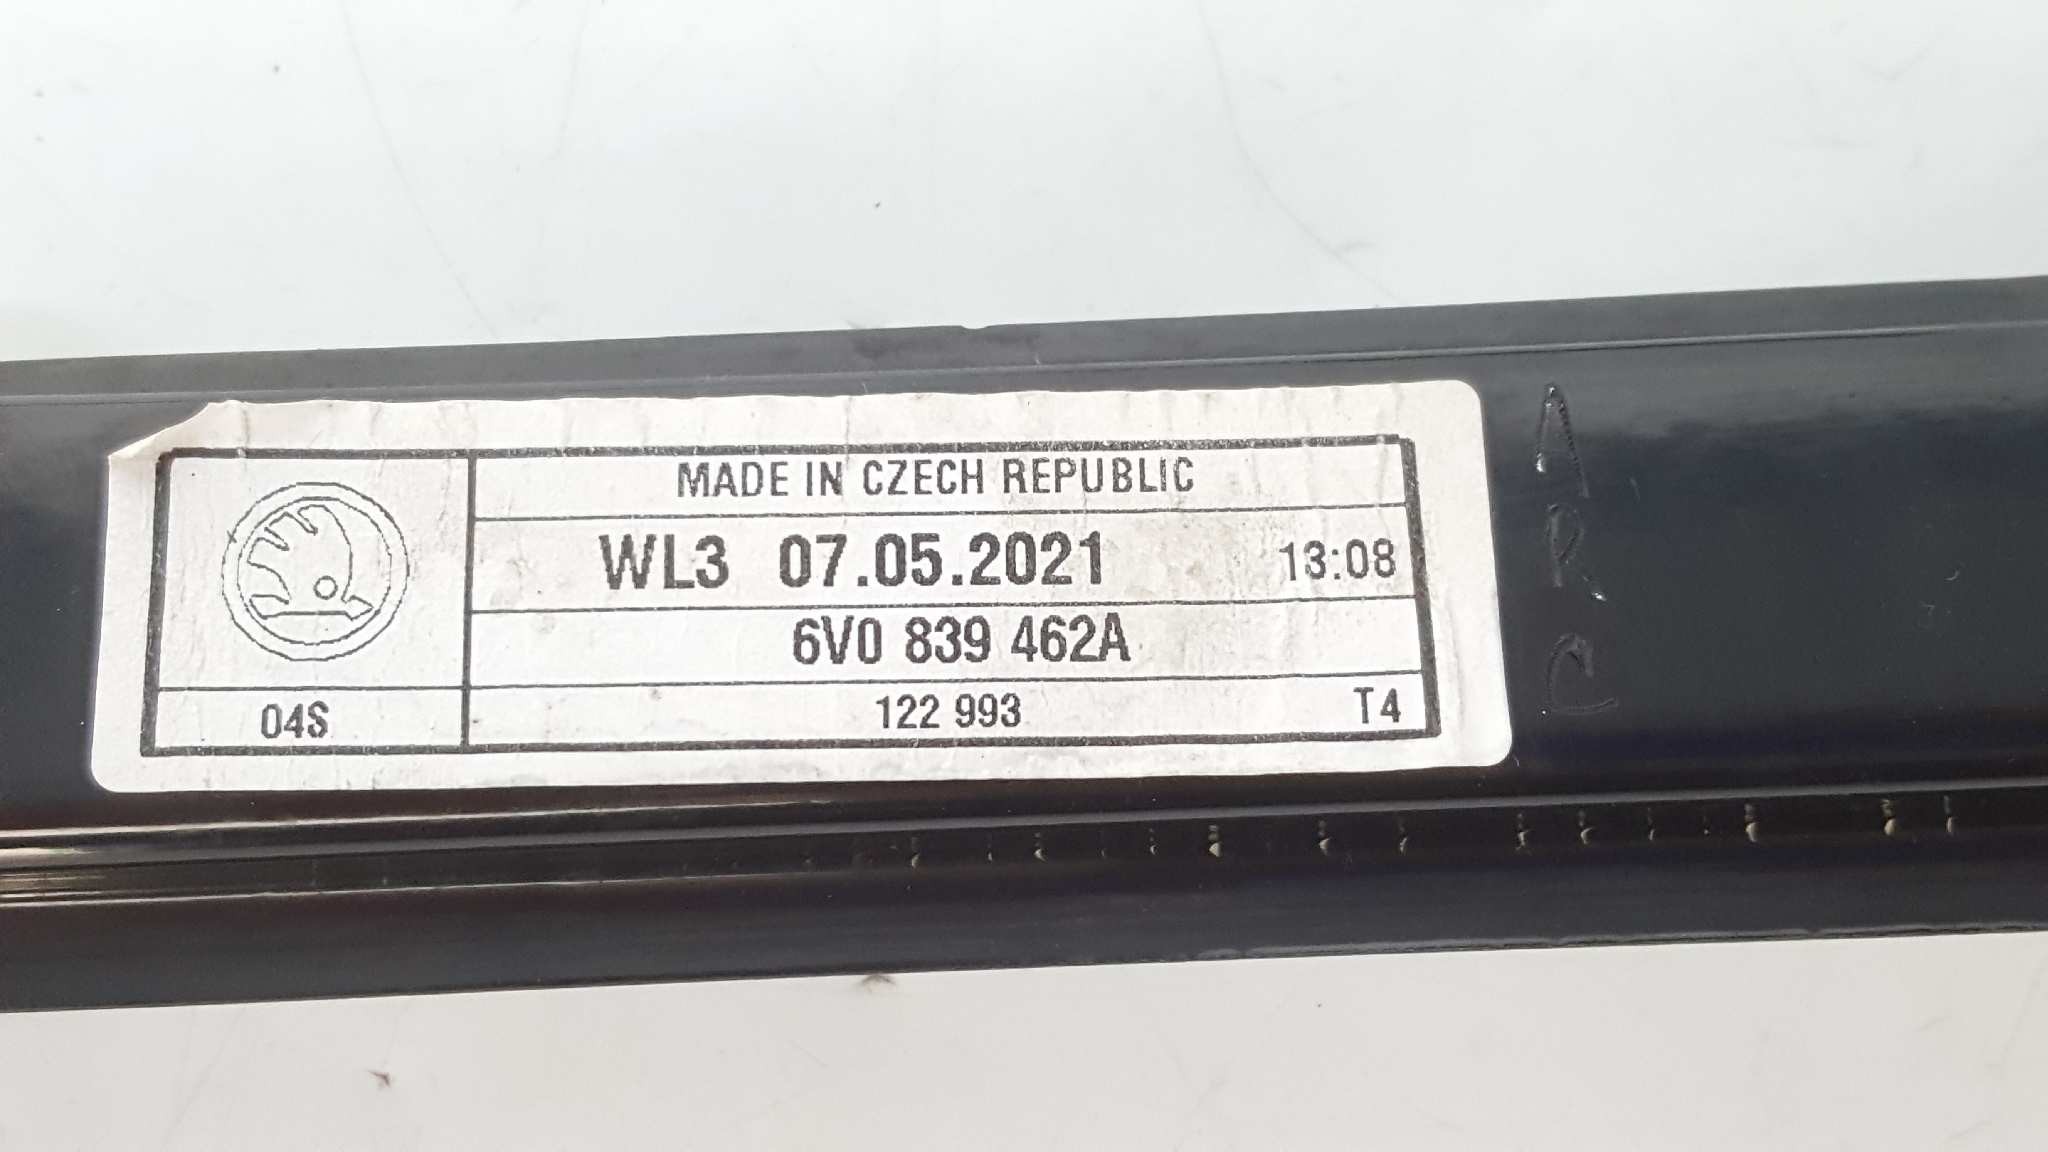 MADE IN CZECH REPUBLIC
WL3 07.05.2021 13:08
6V0 839 462A
04S 122 993 T4
A
R
C